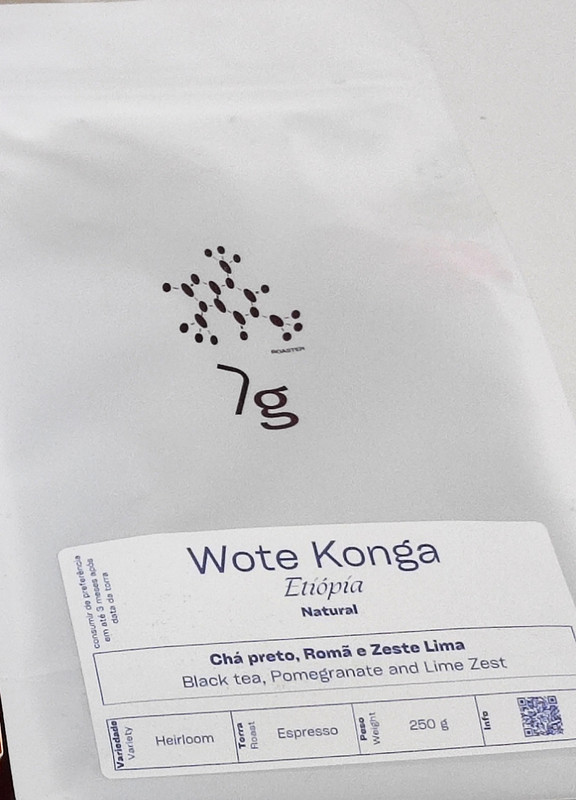 ROASTER
7g
Wote Konga
Etiópia
Natural
consumir de preferência
em até 3 meses após
data da torra
Chá preto, Romã e Zeste Lima
Black tea, Pomegranate and Lime Zest
Variedade
Variety
Heirloom
Torra
Roast
Espresso
Peso
Weight
250 g
Info